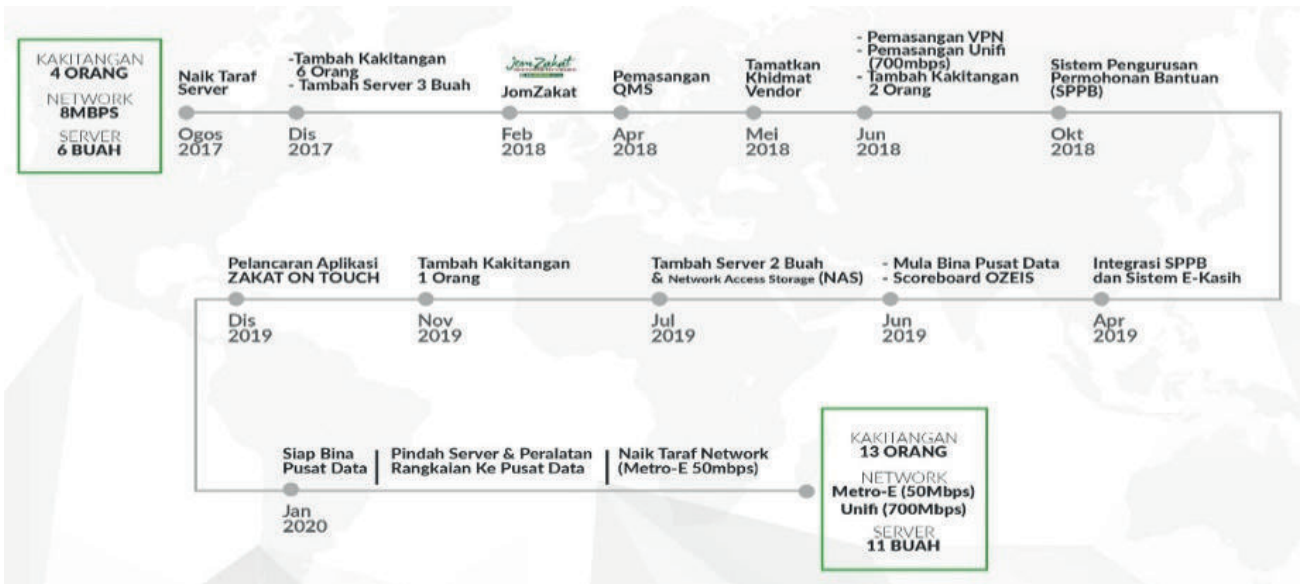 KAKITANGAN
4 ORANG
NETWORK
8MBPS
SERVER
6 BUAH
Naik Taraf
Server
Ogos
2017
-Tambah Kakitangan
6 Orang
- Tambah Server 3 Buah
Dis
2017
JomZakat
JomZakat
Feb
2018
Pemasangan
QMS
Apr
2018
Tamatkan
Khidmat
Vendor
Mei
2018
- Pemasangan VPN
- Pemasangan Unifi
(700mbps)
- Tambah Kakitangan
2 Orang
Jun
2018
Sistem Pengurusan
Permohonan Bantuan
(SPPB)
Okt
2018
Integrasi SPPB
dan Sistem E-Kasih
Apr
2019
- Mula Bina Pusat Data
- Scoreboard OZEIS
Jun
2019
Tambah Server 2 Buah
& Network Access Storage (NAS)
Jul
2019
Tambah Kakitangan
1 Orang
Nov
2019
Pelancaran Aplikasi
ZAKAT ON TOUCH
Dis
2019
Siap Bina
Pusat Data
Jan
2020
Pindah Server & Peralatan
Rangkaian Ke Pusat Data
Naik Taraf Network
(Metro-E 50mbps)
KAKITANGAN
13 ORANG
NETWORK
Metro-E (50Mbps)
Unifi (700Mbps)
SERVER
11 BUAH